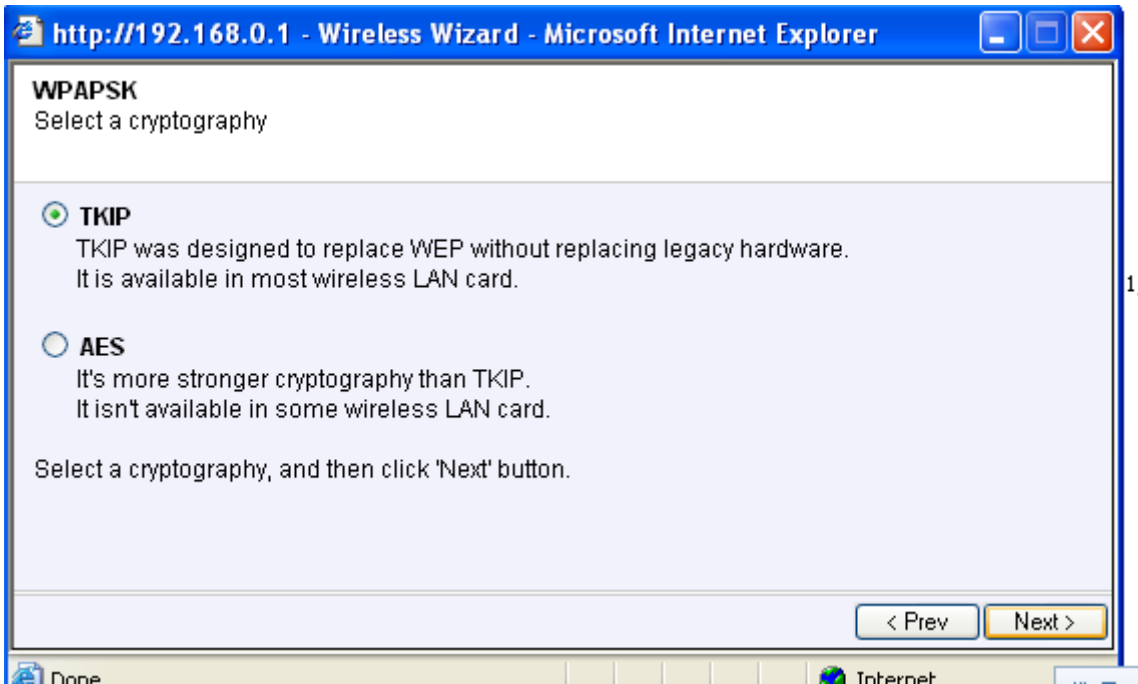 http://192.168.0.1 - Wireless Wizard - Microsoft Internet Explorer
WPAPSK
Select a cryptography
TKIP
TKIP was designed to replace WEP without replacing legacy hardware.
It is available in most wireless LAN card.
1
AES
It's more stronger cryptography than TKIP.
It isn't available in some wireless LAN card.
Select a cryptography, and then click 'Next' button.
< Prev
Next >
Done
Internet